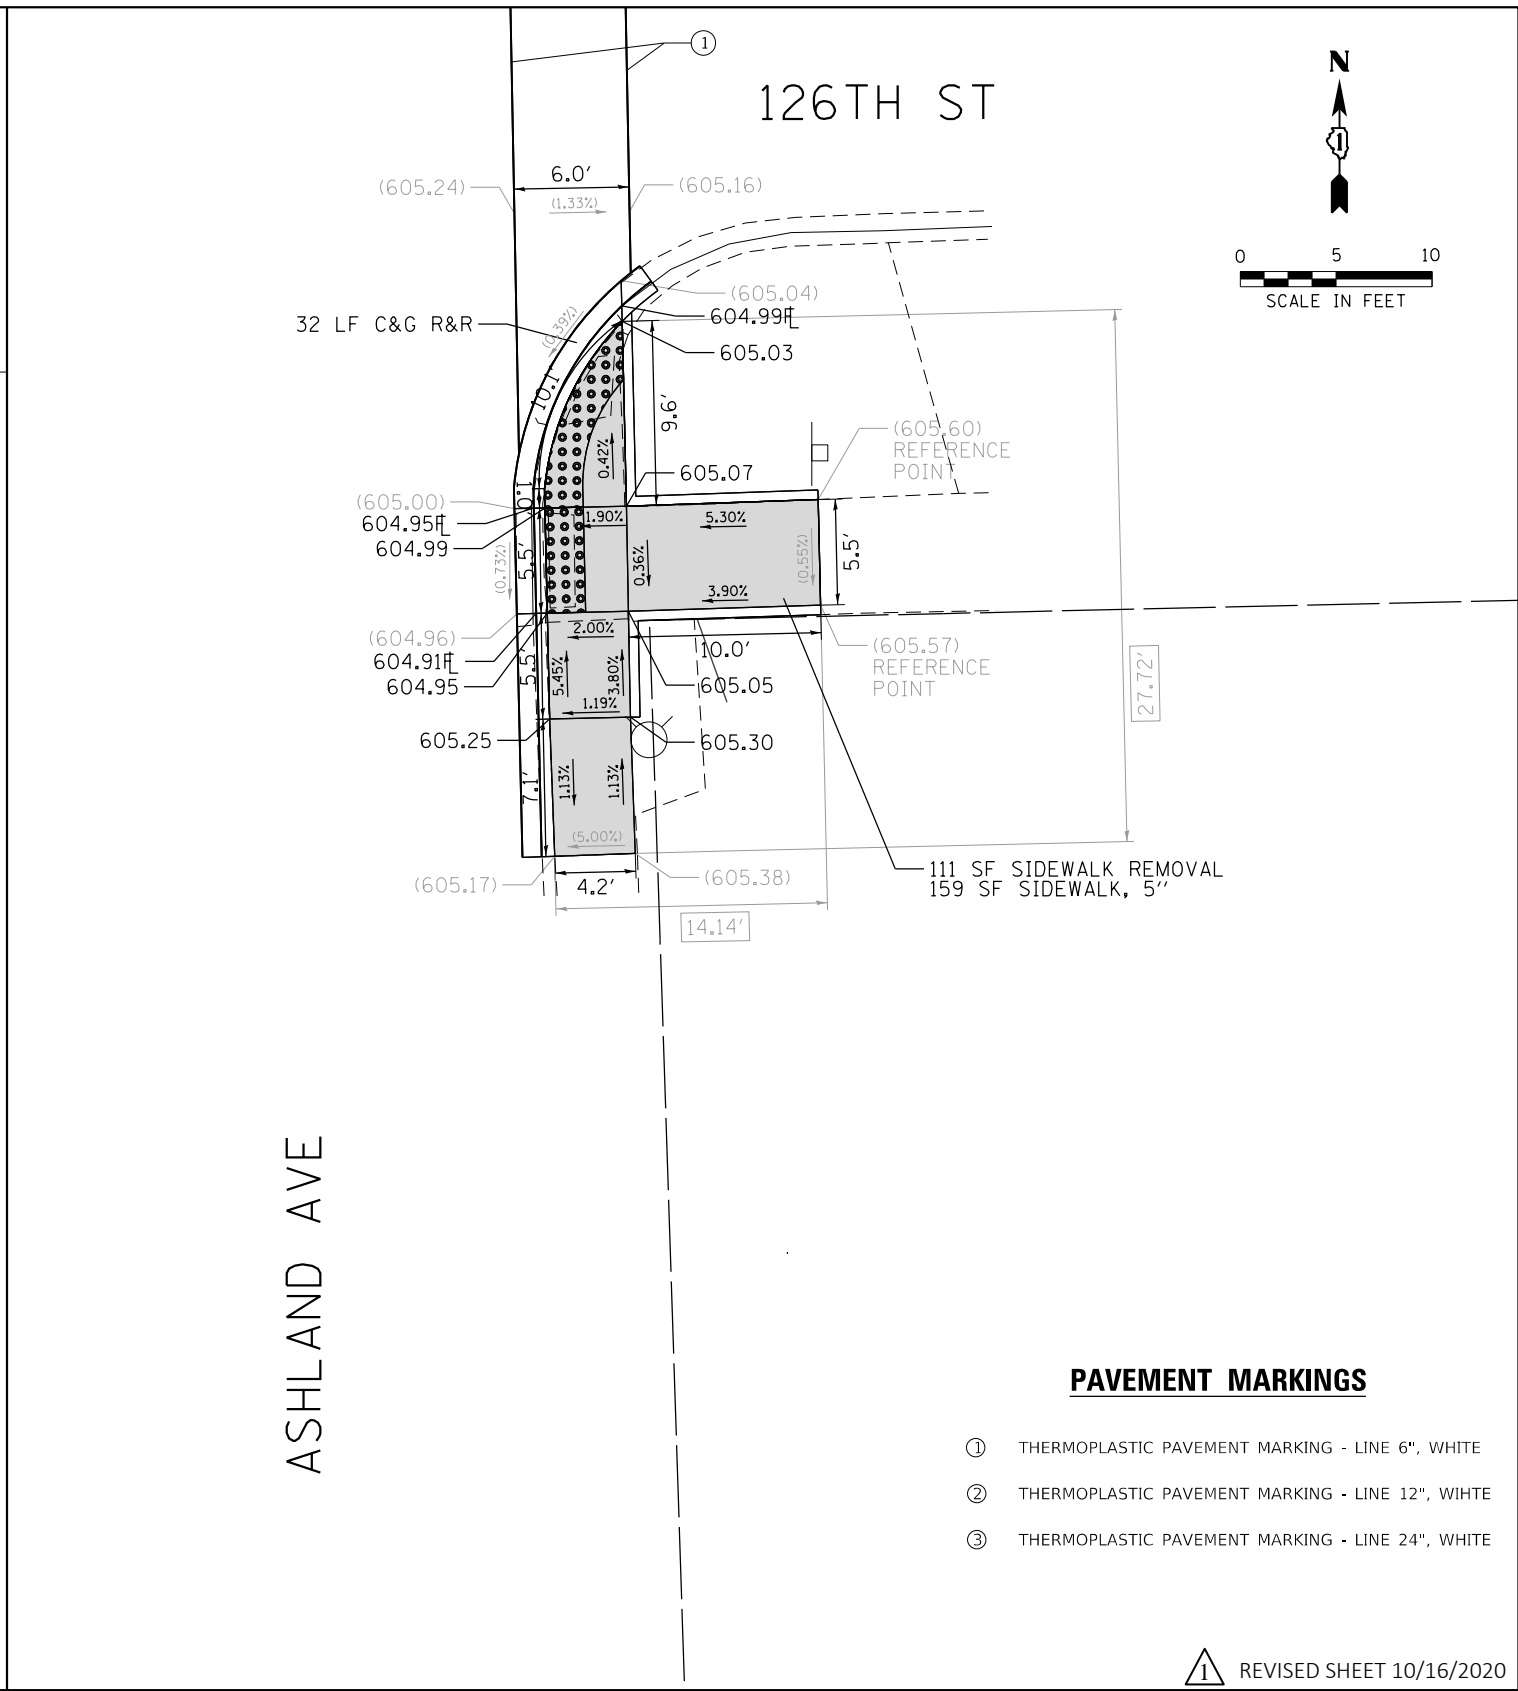 1
126TH ST
N
1
0 5 10
SCALE IN FEET
6.0'
(605.24)
(605.16)
(1.33%)
(605.04)
604.99FL
32 LF C&G R&R
(0.39%)
605.03
10.1'
9.6'
0.42%
(605.60)
REFERENCE
POINT
605.07
(605.00)
1.0'
604.95FL
604.99
1.90%
5.30%
5.5'
(0.73%)
0.36%
(0.55%)
5.5'
3.90%
(604.96)
2.00%
10.0'
604.91FL
604.95
5.5'
5.45%
3.80%
605.05
(605.57)
REFERENCE
POINT
27.72'
1.19%
605.25
605.30
7.1'
1.13%
1.13%
(5.00%)
(605.17)
4.2'
(605.38)
111 SF SIDEWALK REMOVAL
159 SF SIDEWALK, 5''
14.14'
ASHLAND AVE
PAVEMENT MARKINGS
1 THERMOPLASTIC PAVEMENT MARKING - LINE 6", WHITE
2 THERMOPLASTIC PAVEMENT MARKING - LINE 12", WIHTE
3 THERMOPLASTIC PAVEMENT MARKING - LINE 24", WHITE
1 REVISED SHEET 10/16/2020